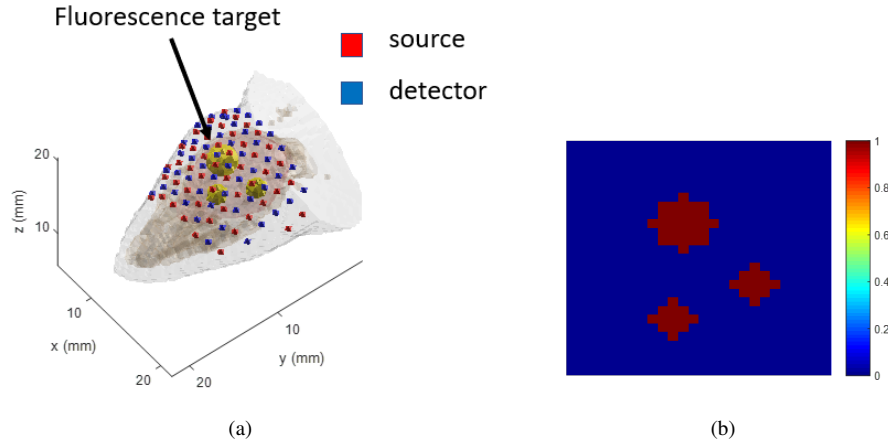 Fluorescence target
source
detector
20
10
z (mm)
10
20
x (mm)
20
10
y (mm)
1
0.8
0.6
0.4
0.2
0
(a)
(b)